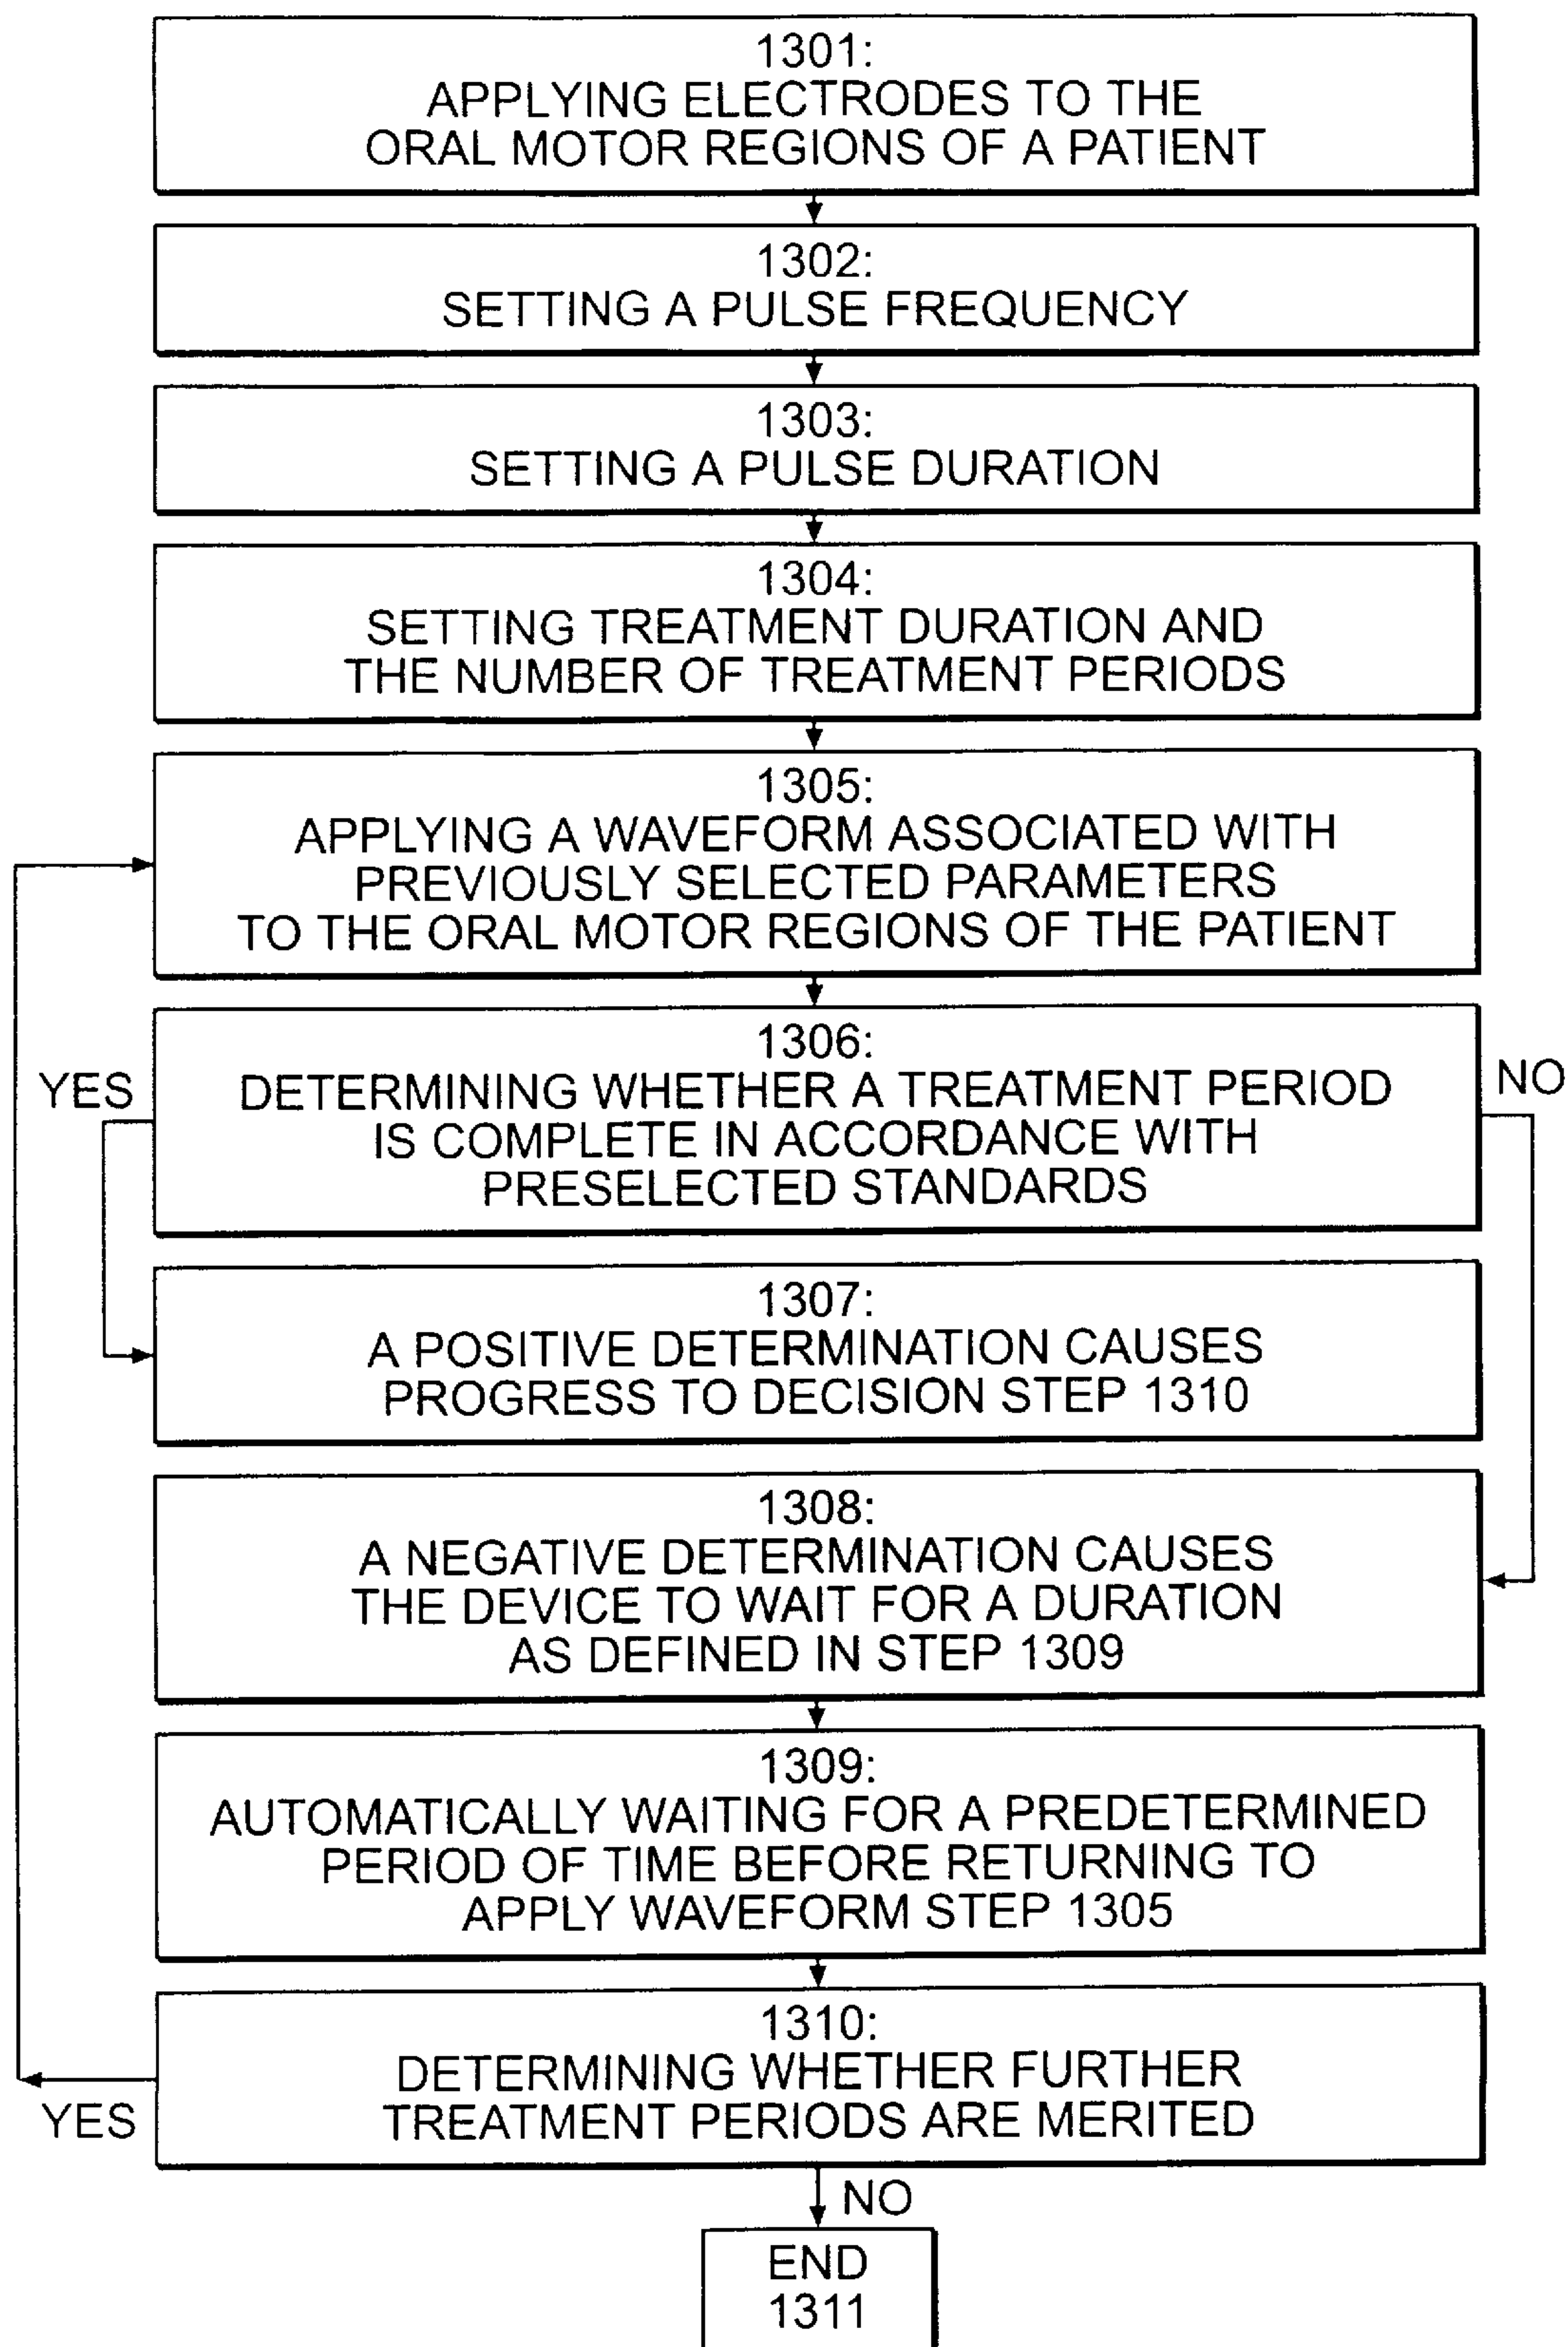 1301:
APPLYING ELECTRODES TO THE
ORAL MOTOR REGIONS OF A PATIENT
1302:
SETTING A PULSE FREQUENCY
1303:
SETTING A PULSE DURATION
1304:
SETTING TREATMENT DURATION AND
THE NUMBER OF TREATMENT PERIODS
1305:
APPLYING A WAVEFORM ASSOCIATED WITH
PREVIOUSLY SELECTED PARAMETERS
TO THE ORAL MOTOR REGIONS OF THE PATIENT
YES
1306:
DETERMINING WHETHER A TREATMENT PERIOD
IS COMPLETE IN ACCORDANCE WITH
PRESELECTED STANDARDS
NO
1307:
A POSITIVE DETERMINATION CAUSES
PROGRESS TO DECISION STEP 1310
1308:
A NEGATIVE DETERMINATION CAUSES
THE DEVICE TO WAIT FOR A DURATION
AS DEFINED IN STEP 1309
1309:
AUTOMATICALLY WAITING FOR A PREDETERMINED
PERIOD OF TIME BEFORE RETURNING TO
APPLY WAVEFORM STEP 1305
1310:
DETERMINING WHETHER FURTHER
TREATMENT PERIODS ARE MERITED
YES
NO
END
1311